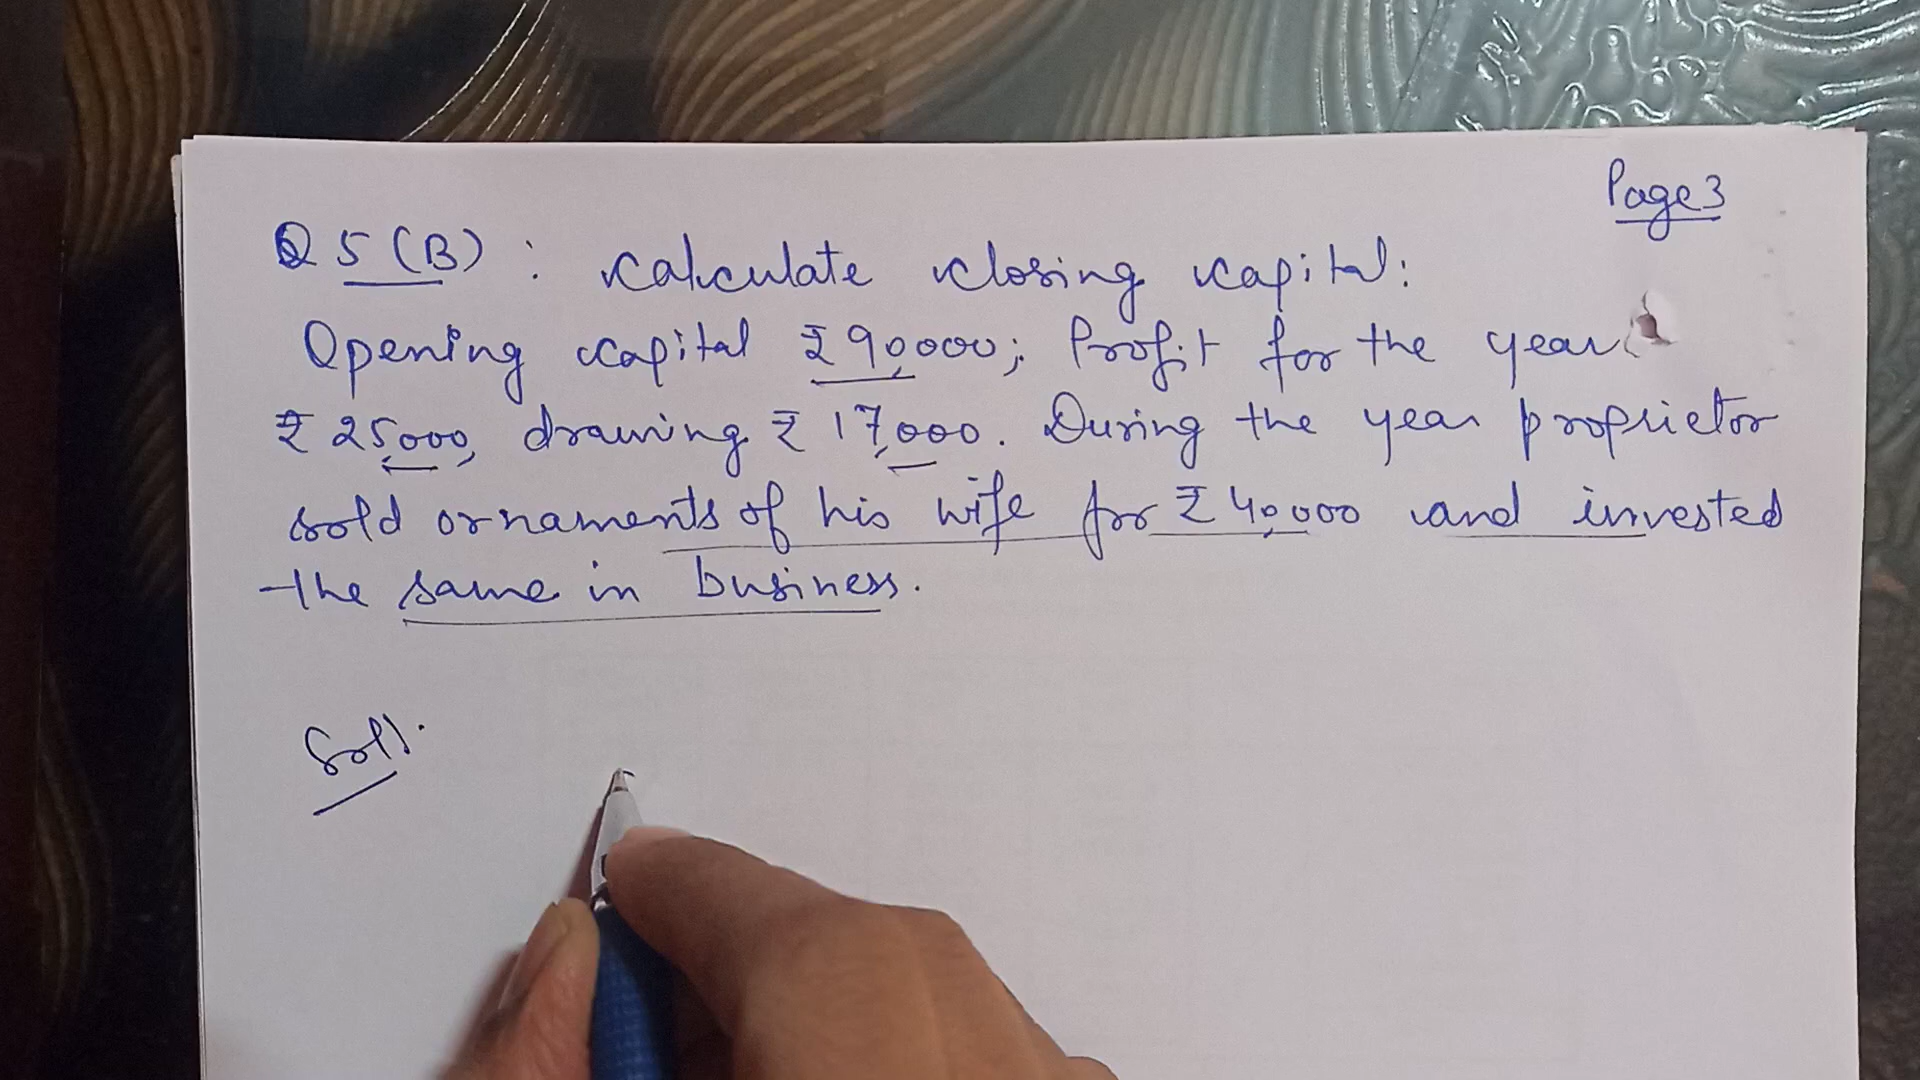 Page 3
Q 5 (B) : Calculate closing capital:
Opening capital ₹ 90,000; Profit for the year
₹ 25,000, drawing ₹ 17,000. During the year proprietor
sold ornaments of his wife for ₹ 40,000 and invested
the same in business.
Sol.